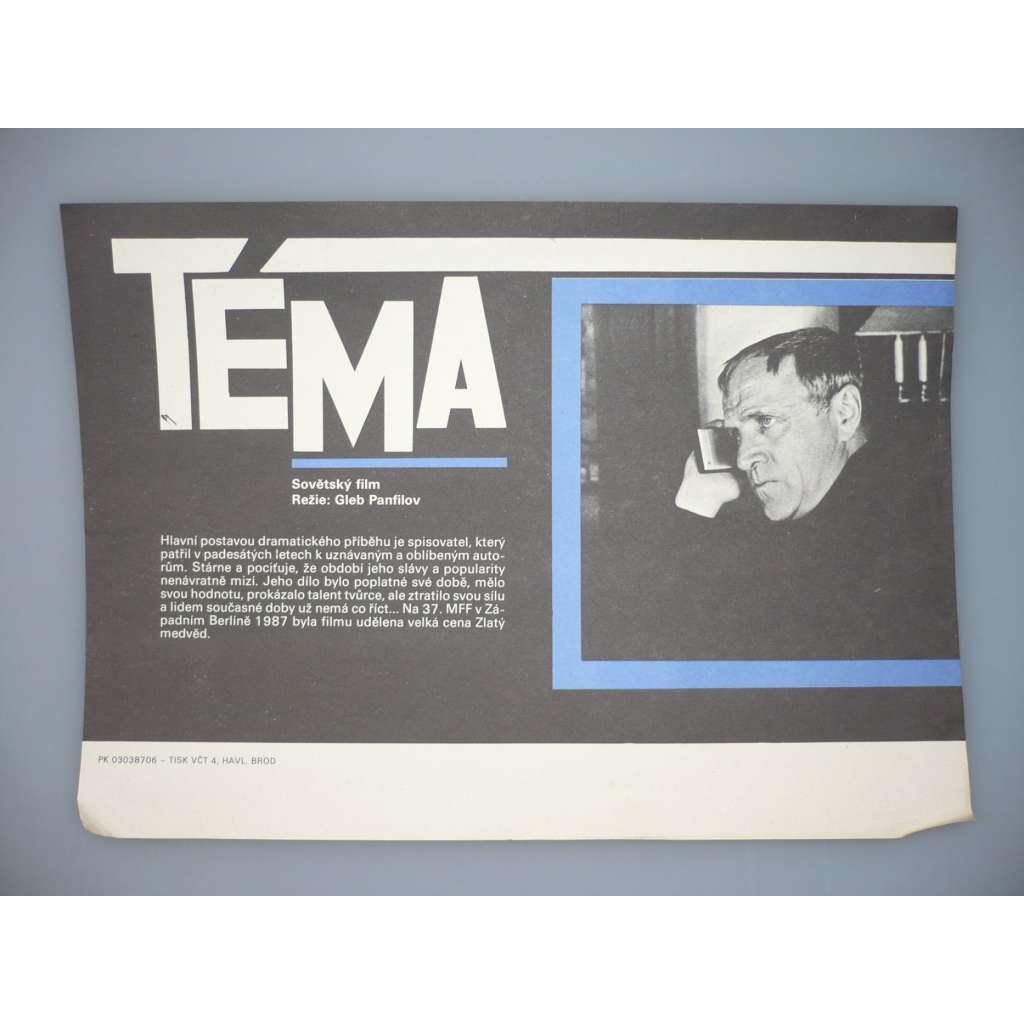 TÉMA
Sovětský film
Režie: Gleb Panfilov
Hlavní postavou dramatického příběhu je spisovatel, který
patřil v padesátých letech k uznávaným a oblíbeným auto-
rům. Stárne a pociťuje, že období jeho slávy a popularity
nenávratně mizí. Jeho dílo bylo poplatné své době, mělo
svou hodnotu, prokázalo talent tvůrce, ale ztratilo svou sílu
a lidem současné doby už nemá co říct... Na 37. MFF v Zá-
padním Berlíně 1987 byla filmu udělena velká cena Zlatý
medvěd.
PK 03038706 – TISK VČT 4, HAVL. BROD